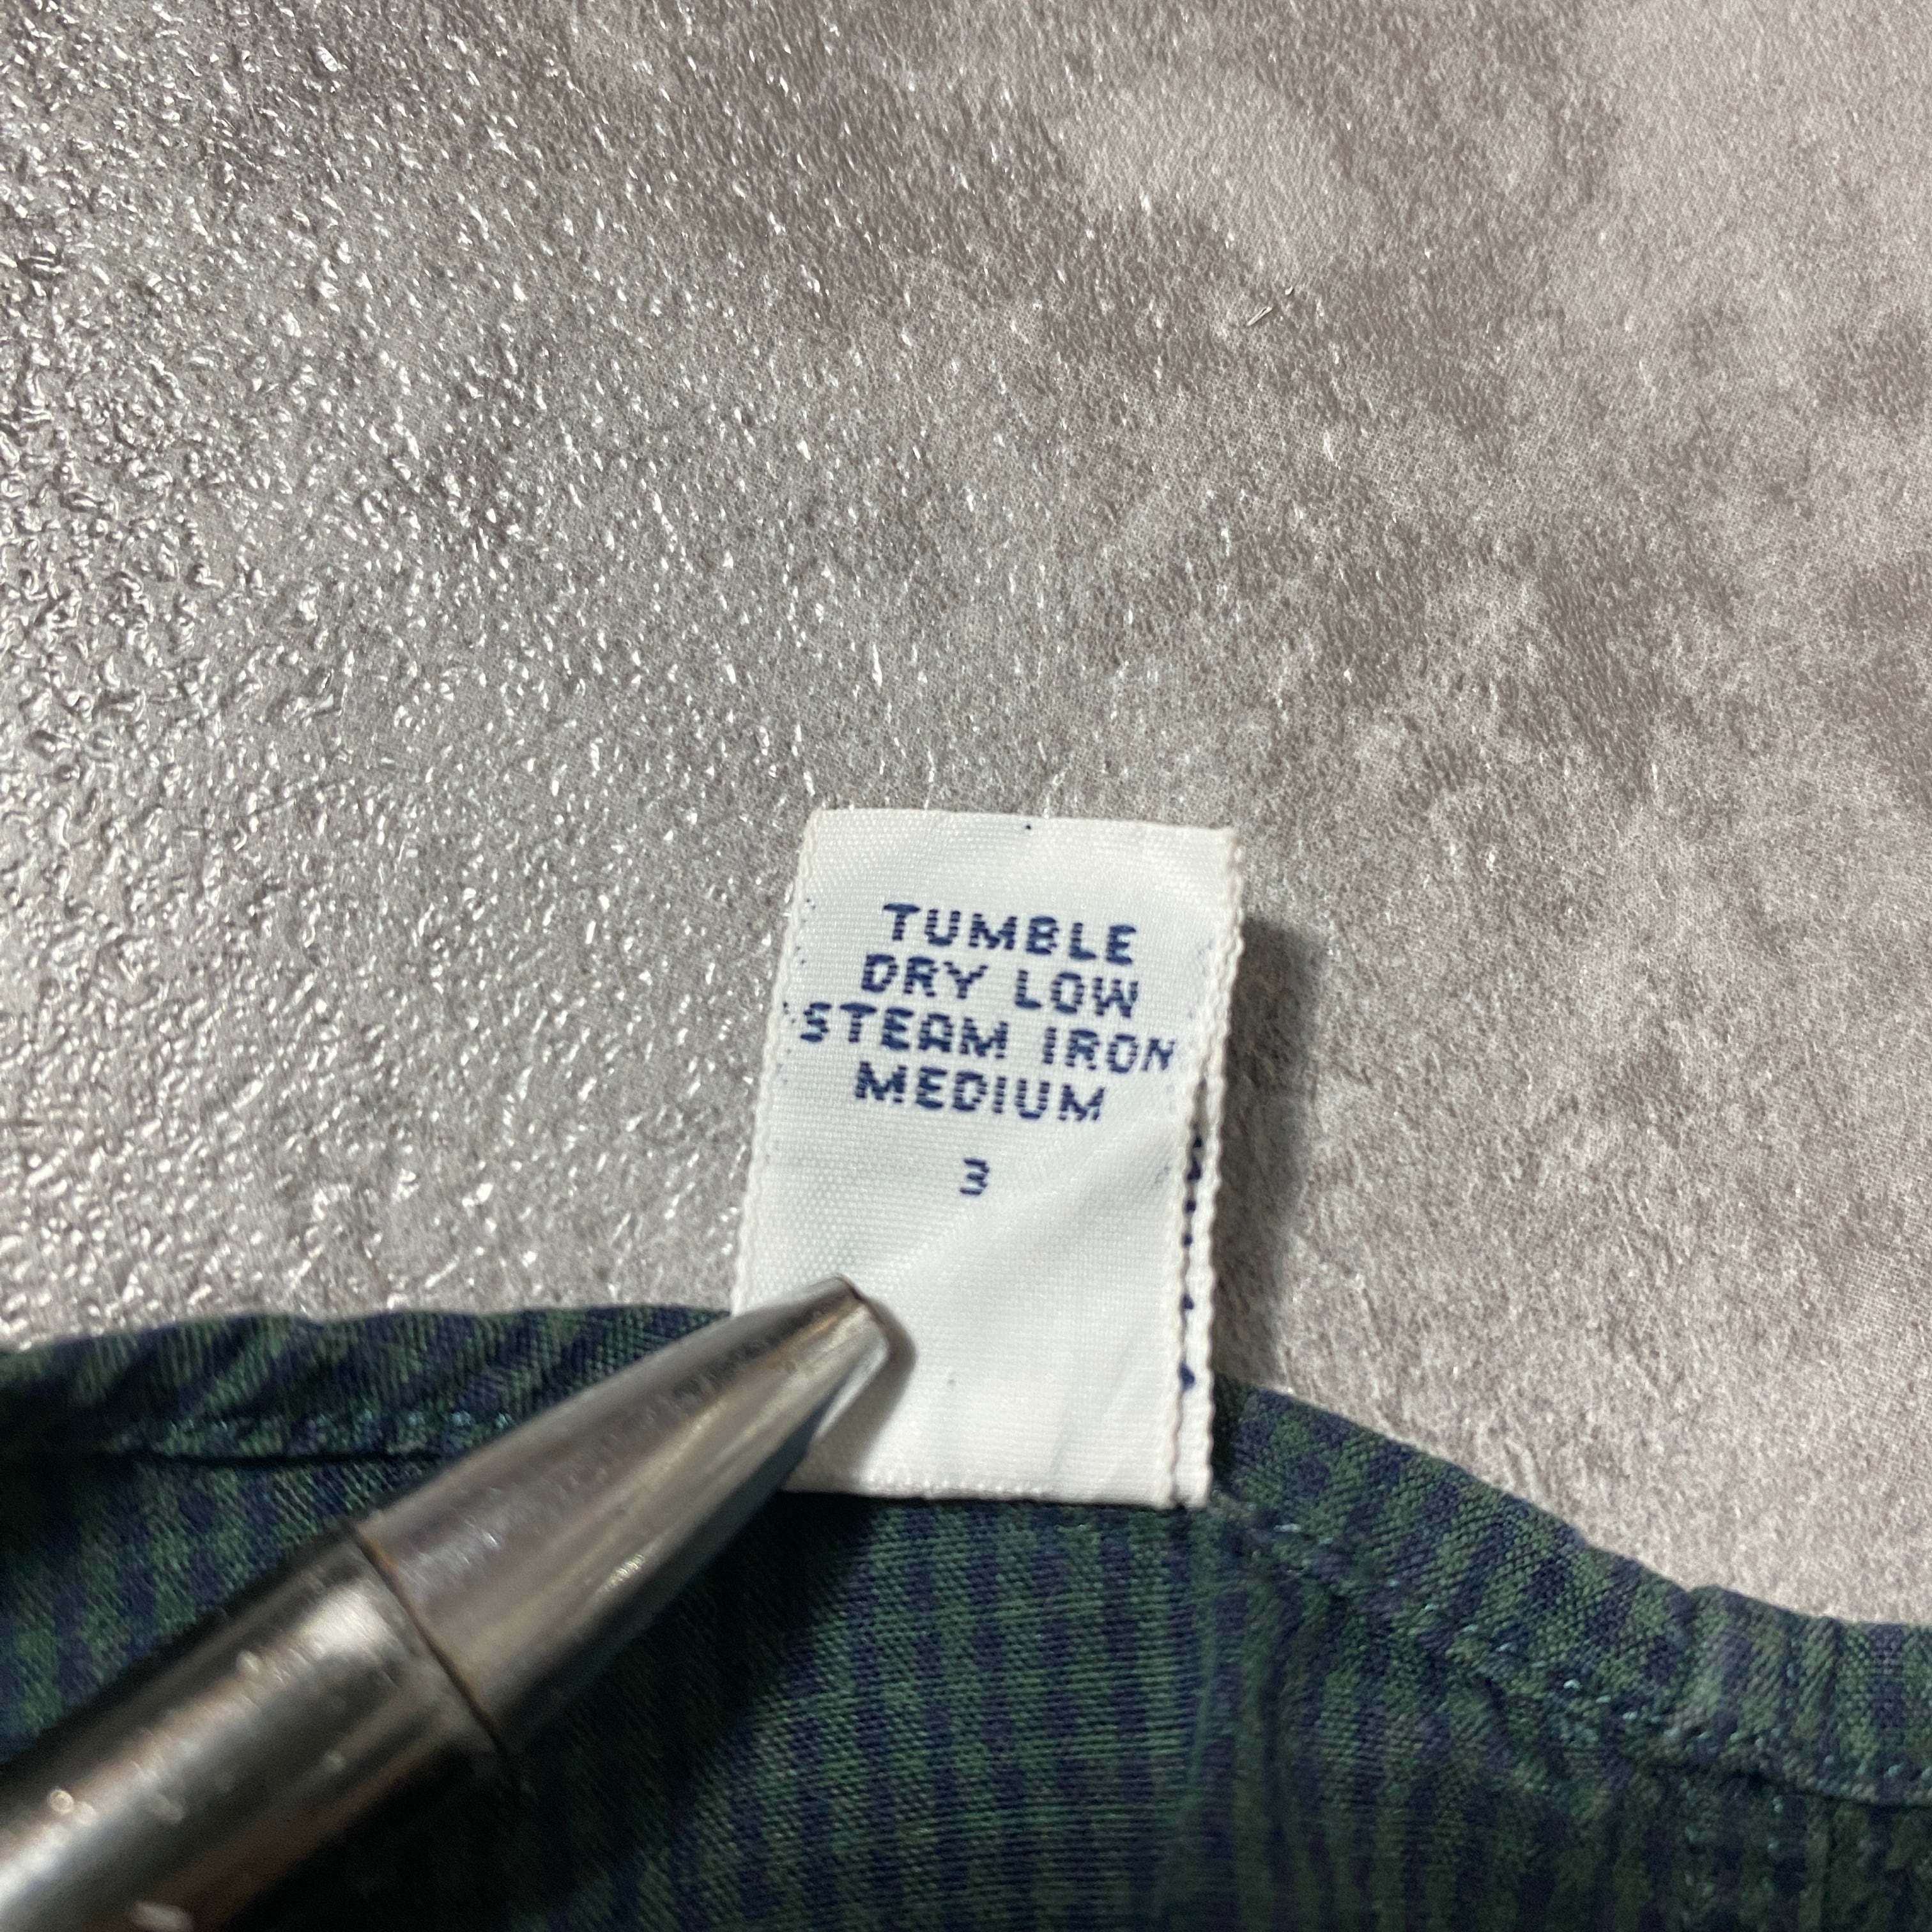 TUMBLE
DRY LOW
STEAM IRON
MEDIUM
3